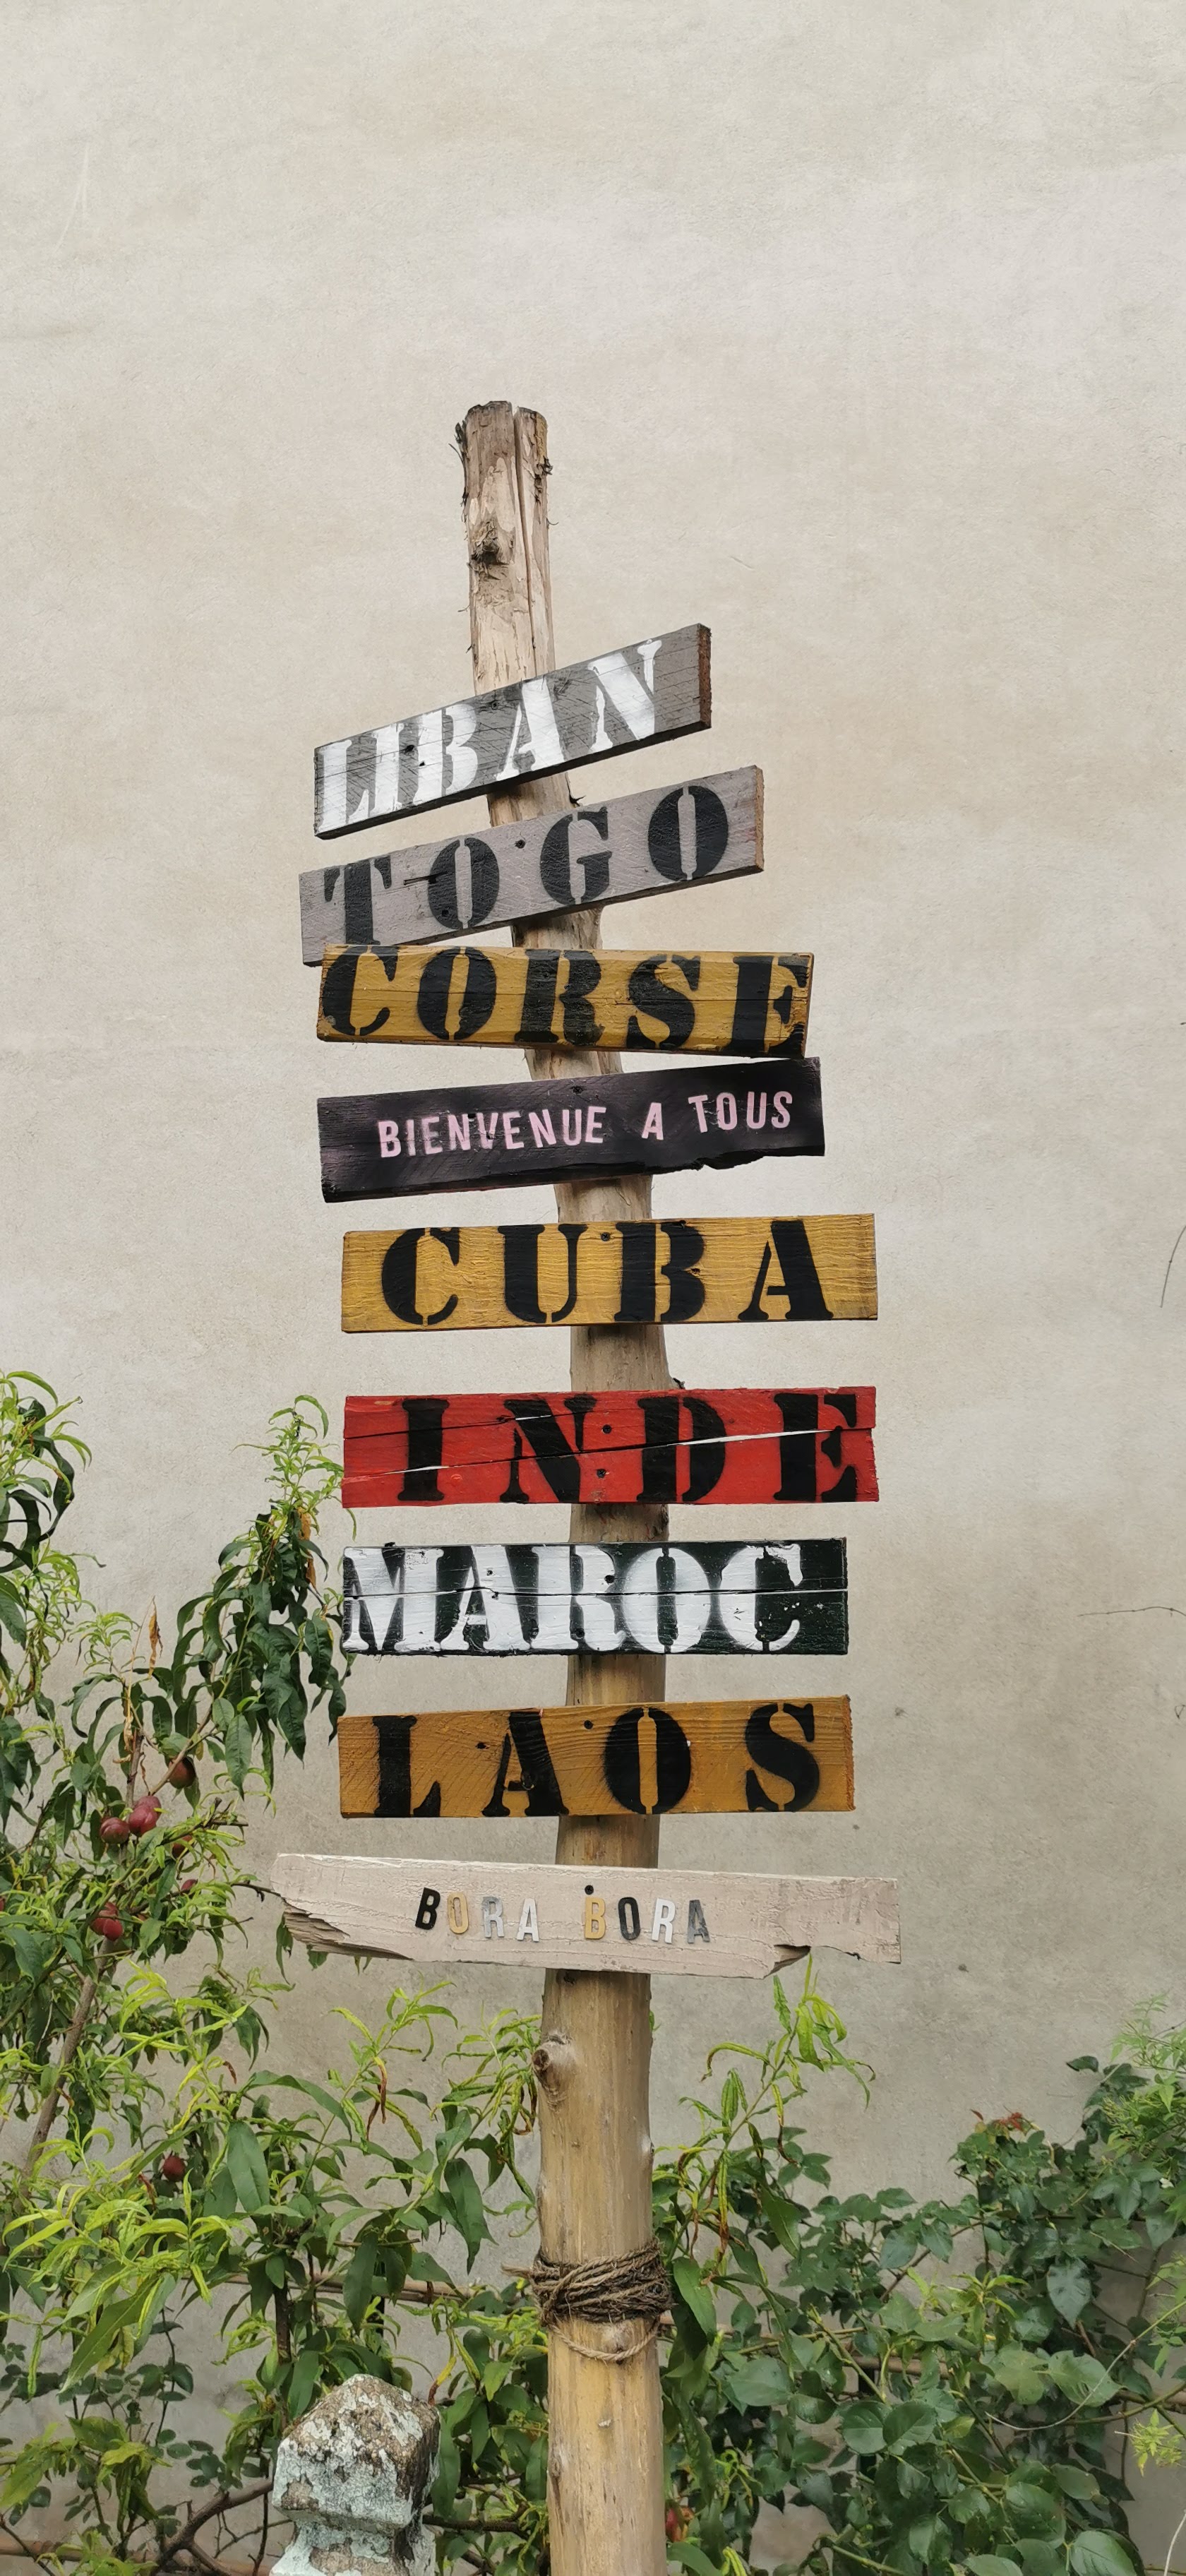 LIBAN
TOGO
CORSE
BIENVENUE A TOUS
CUBA
INDE
MAROC
LAOS
BORA BORA